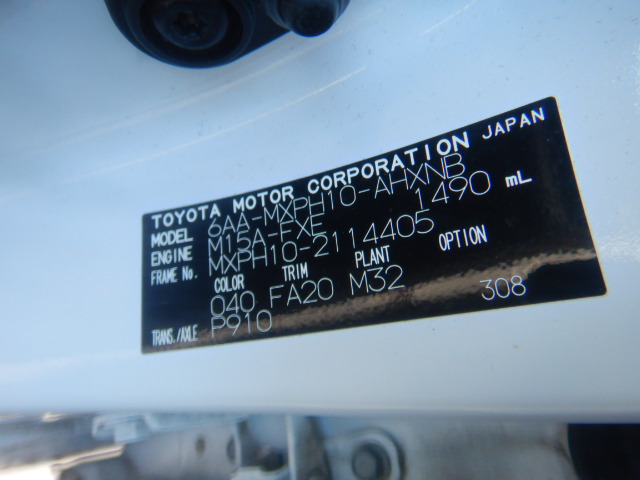 TOYOTA MOTOR CORPORATION JAPAN
MODEL 6AA-MXPH10-AHXNB
ENGINE M15A-FXE 1490 mL
FRAME No. MXPH10-2114405
COLOR TRIM PLANT OPTION
040 FA20 M32
TRANS./AXLE P910 308